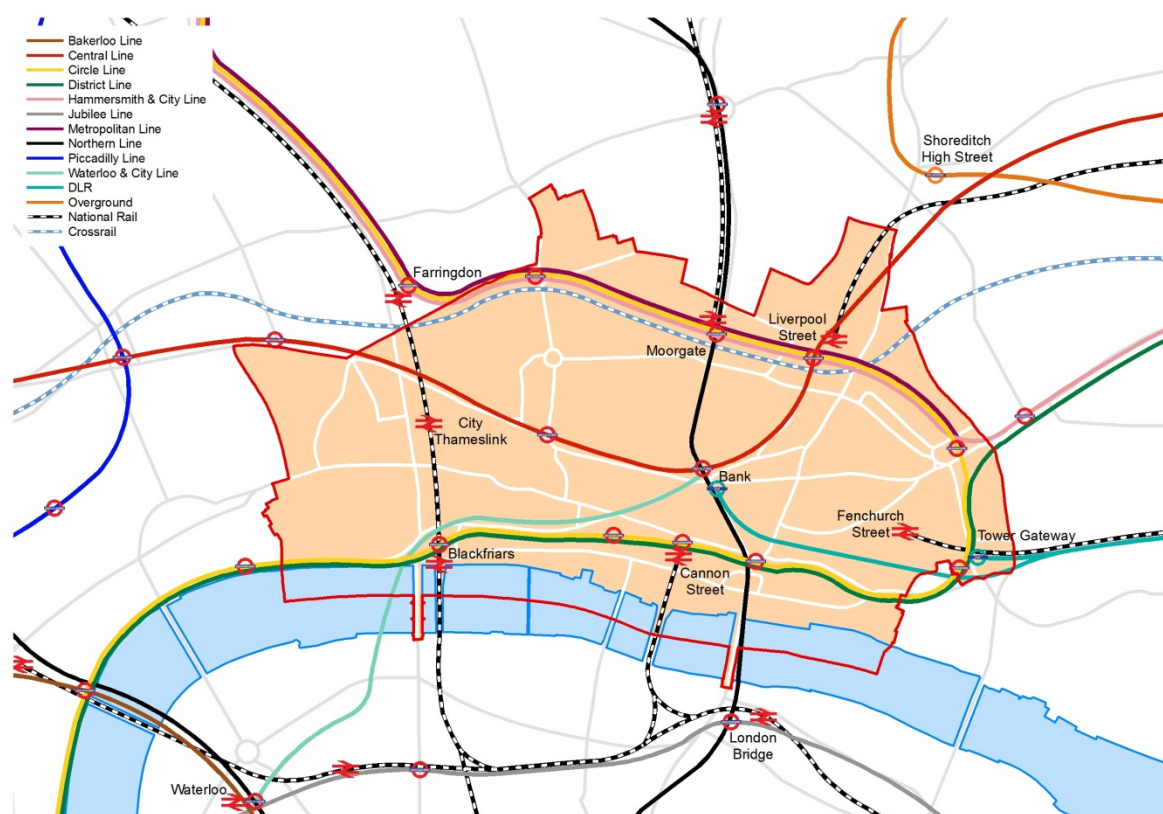 Bakerloo Line
Central Line
Circle Line
District Line
Hammersmith & City Line
Jubilee Line
Metropolitan Line
Northern Line
Piccadilly Line
Waterloo & City Line
DLR
Overground
National Rail
Crossrail
Shoreditch
High Street
Farringdon
Liverpool
Street
Moorgate
City
Thameslink
Bank
Fenchurch
Street
Tower Gateway
Blackfriars
Cannon
Street
London
Bridge
Waterloo